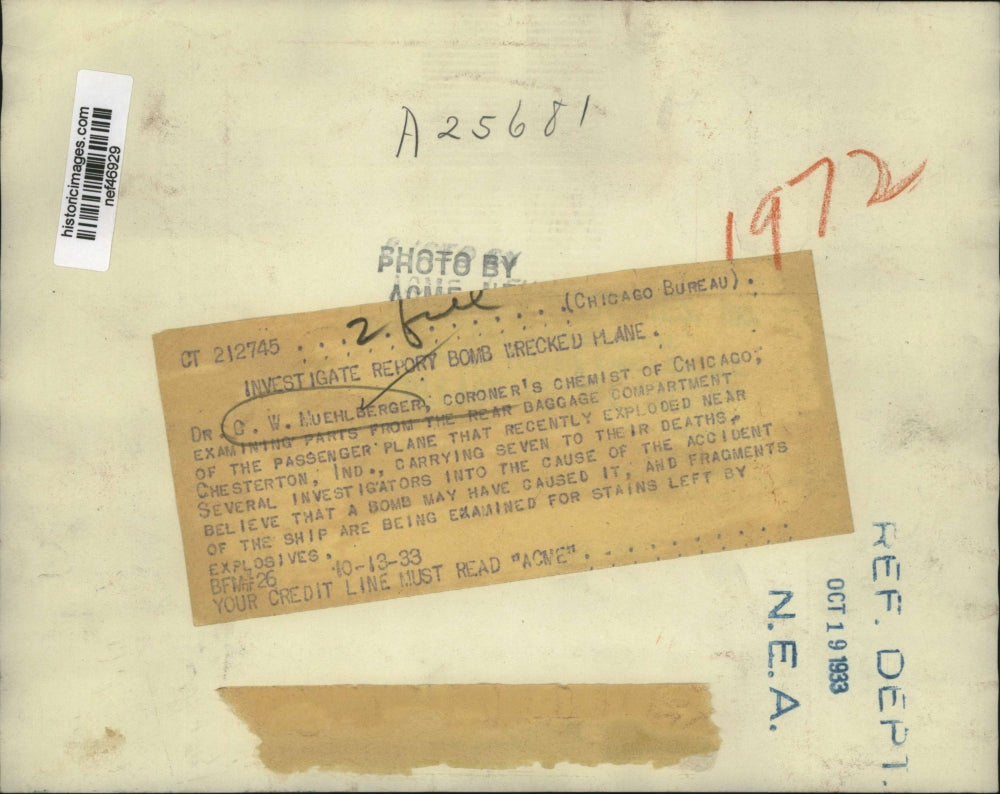 historicimages.com
nef46929
A25681
1972
PHOTO BY
ACME
2 full
CT 212745 . . . . . . . . . . . . . (CHICAGO BUREAU).
INVESTIGATE REPORT BOMB WRECKED PLANE.
DR. C. W. MUEHLBERGER, CORONER'S CHEMIST OF CHICAGO,
EXAMINING PARTS FROM THE REAR BAGGAGE COMPARTMENT
OF THE PASSENGER PLANE THAT RECENTLY EXPLODED NEAR
CHESTERTON, IND., CARRYING SEVEN TO THEIR DEATHS.
SEVERAL INVESTIGATORS INTO THE CAUSE OF THE ACCIDENT
BELIEVE THAT A BOMB MAY HAVE CAUSED IT, AND FRAGMENTS
OF THE SHIP ARE BEING EXAMINED FOR STAINS LEFT BY
EXPLOSIVES.
BFM#26 10-13-33
YOUR CREDIT LINE MUST READ "ACME". . . . . . . . . .
REF. DEPT.
OCT 19 1933
N.E.A.